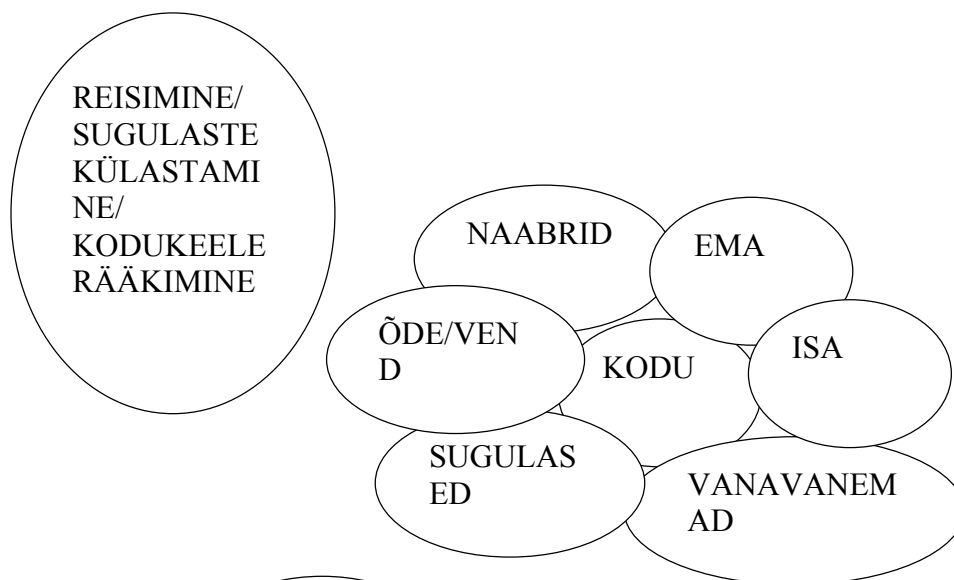 REISIMINE/
SUGULASTE
KÜLASTAMI
NE/
KODUKEELE
RÄÄKIMINE
NAABRID
EMA
ÕDE/VEN
D
KODU
ISA
SUGULAS
ED
VANAVANEM
AD